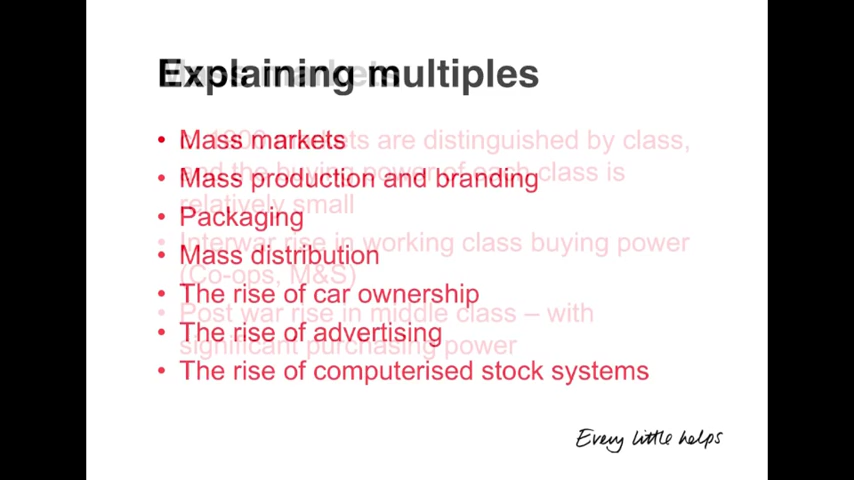 Explaining multiples
• Mass markets
• Mass production and branding
• Packaging
• Mass distribution
• The rise of car ownership
• The rise of advertising
• The rise of computerised stock systems
are distinguished by class,
and the buying power of each class is
relatively small
Interwar rise in working class buying power
(Co-ops, M&S)
Post war rise in middle class – with
significant purchasing power
Every little helps